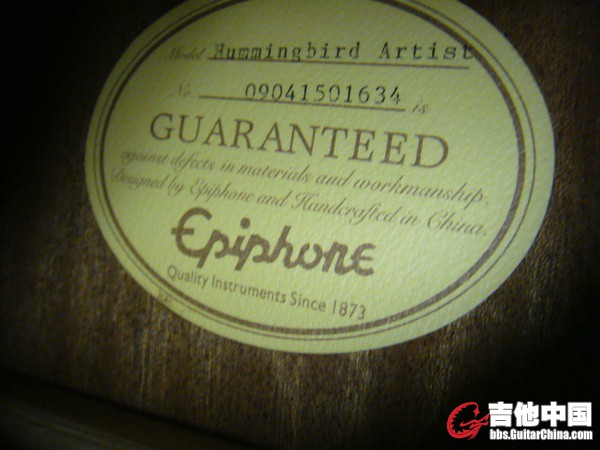 Model Hummingbird Artist
No. 09041501634 is
GUARANTEED
against defects in materials and workmanship.
Designed by Epiphone and Handcrafted in China.
Epiphone
Quality Instruments Since 1873
吉他中国
bbs.GuitarChina.com